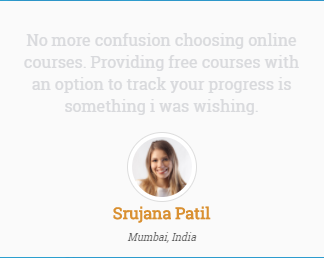 No more confusion choosing online
courses. Providing free courses with
an option to track your progress is
something i was wishing.
Srujana Patil
Mumbai, India